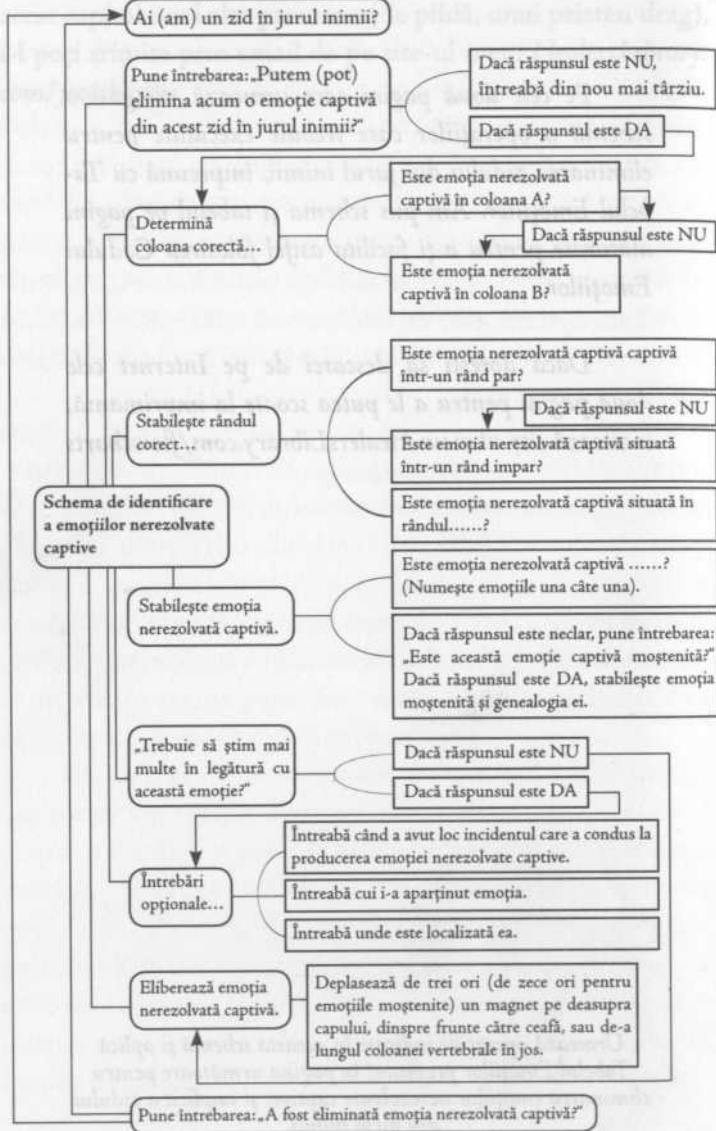 Ai (am) un zid în jurul inimii?
Pune întrebarea: „Putem (pot)
elimina acum o emoție captivă
din acest zid în jurul inimii?“
Dacă răspunsul este NU,
întreabă din nou mai târziu.
Dacă răspunsul este DA
Determină
coloana corectă...
Este emoția nerezolvată
captivă în coloana A?
Dacă răspunsul este NU
Este emoția nerezolvată
captivă în coloana B?
Stabilește rândul
corect...
Este emoția nerezolvată captivă captivă
într-un rând par?
Dacă răspunsul este NU
Este emoția nerezolvată captivă situată
într-un rând impar?
Este emoția nerezolvată captivă situată în
rândul......?
Schema de identificare
a emoțiilor nerezolvate
captive
Stabilește emoția
nerezolvată captivă.
Este emoția nerezolvată captivă ......?
(Numește emoțiile una câte una).
Dacă răspunsul este neclar, pune întrebarea:
„Este această emoție captivă moștenită?“
Dacă răspunsul este DA, stabilește emoția
moștenită și genealogia ei.
„Trebuie să știm mai
multe în legătură cu
această emoție?“
Dacă răspunsul este NU
Dacă răspunsul este DA
Întrebări
opționale...
Întreabă când a avut loc incidentul care a condus la
producerea emoției nerezolvate captive.
Întreabă cui i-a aparținut emoția.
Întreabă unde este localizată ea.
Eliberează emoția
nerezolvată captivă.
Deplasează de trei ori (de zece ori pentru
emoțiile moștenite) un magnet pe deasupra
capului, dinspre frunte către ceafă, sau de-a
lungul coloanei vertebrale în jos.
Pune întrebarea: „A fost eliminată emoția nerezolvată captivă?“